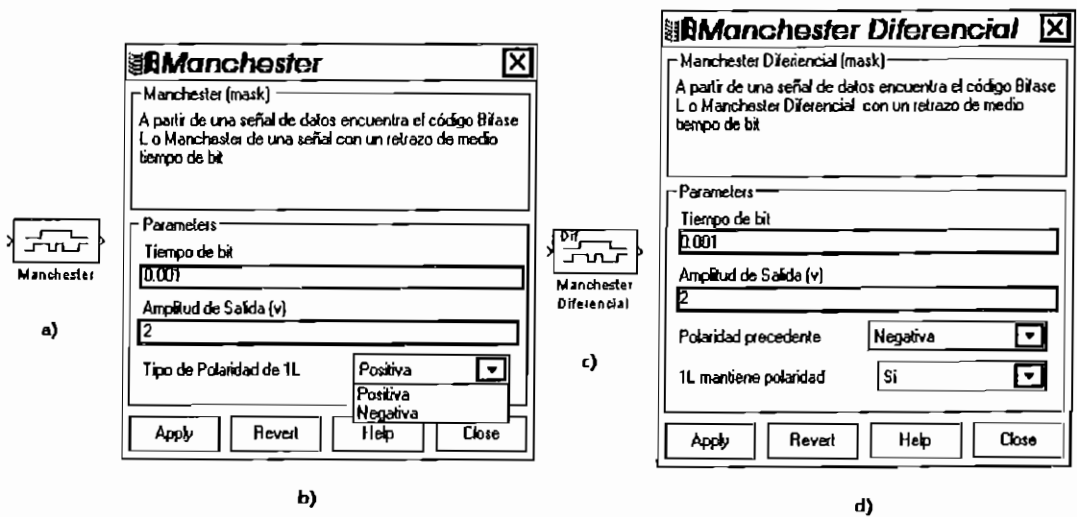 Manchester
a)
Manchester
Manchester (mask)
A partir de una señal de datos encuentra el código Bifase
L o Manchester de una señal con un retrazo de medio
tiempo de bit
Parameters
Tiempo de bit
0.001
Amplitud de Salida (v)
2
Tipo de Polaridad de 1L Positiva
Positiva
Negativa
Apply Revert Help Close
b)
Dif
Manchester
Diferencial
c)
Manchester Diferencial
Manchester Diferiencial (mask)
A partir de una señal de datos encuentra el código Bifase
L o Manchester Diferencial con un retrazo de medio
tiempo de bit
Parameters
Tiempo de bit
0.001
Amplitud de Salida (v)
2
Polaridad precedente Negativa
1L mantiene polaridad Si
Apply Revert Help Close
d)